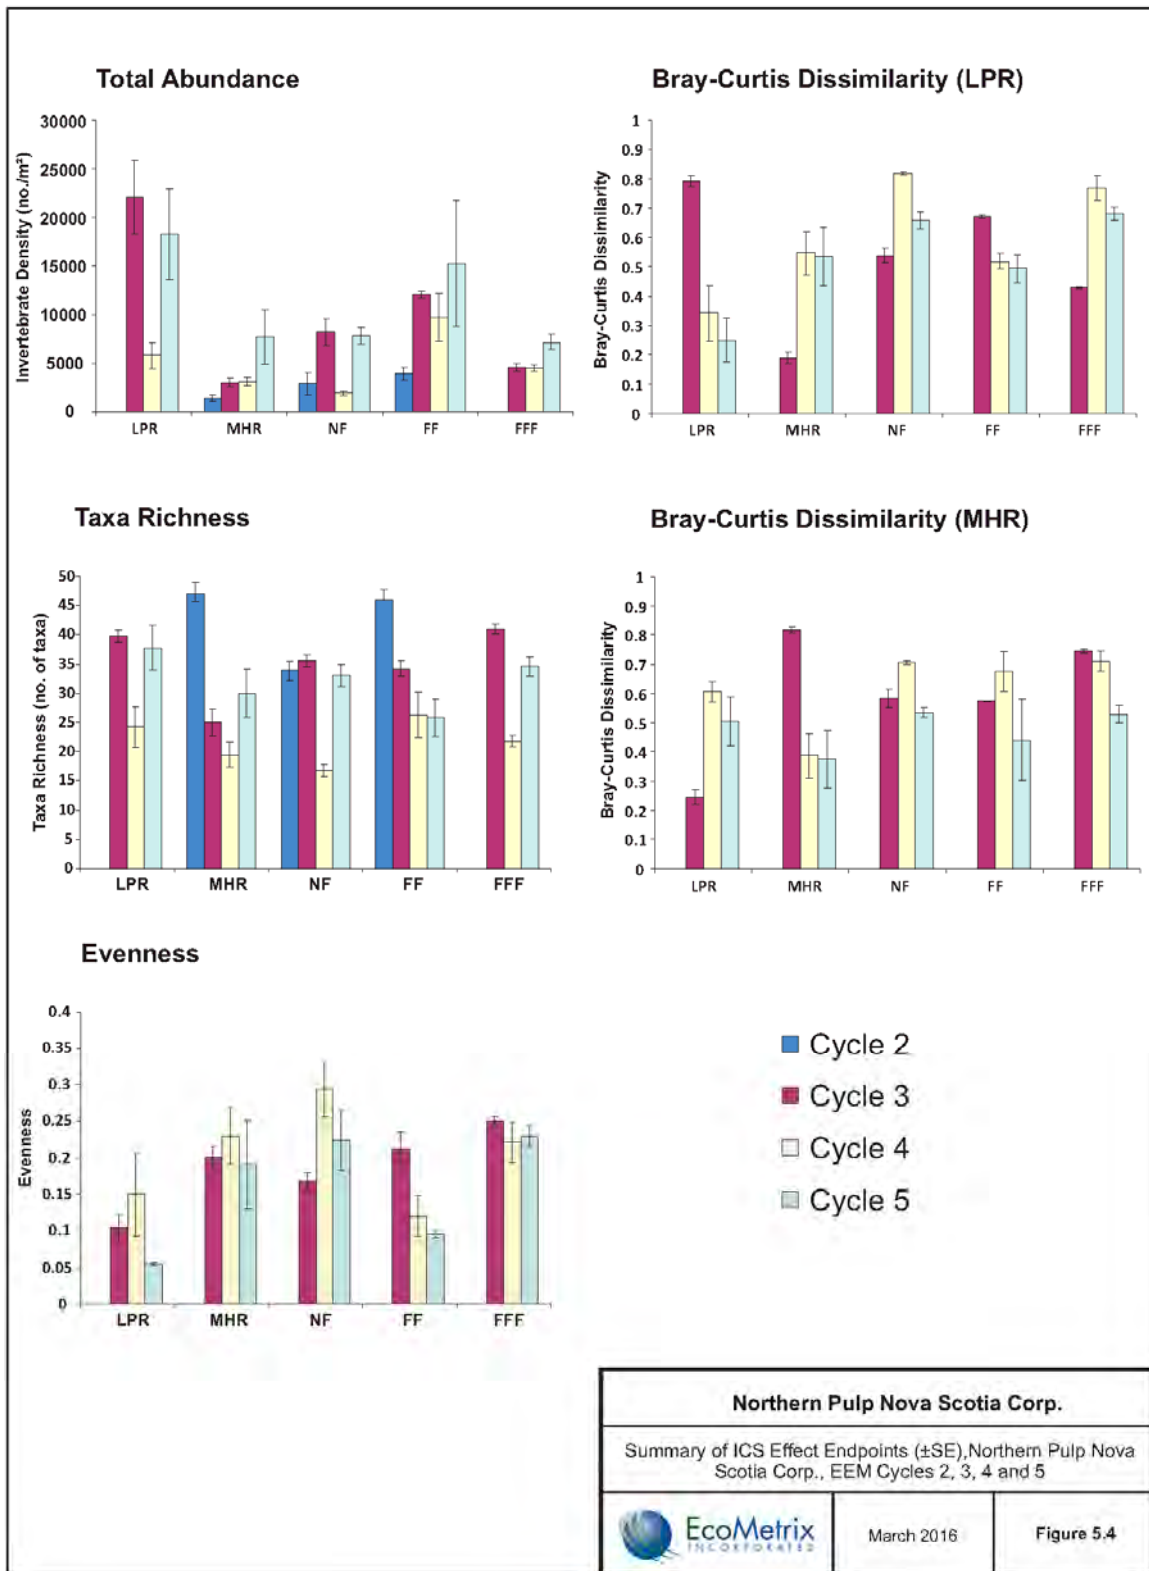 Total Abundance
Invertebrate Density (no./m²)
30000
25000
20000
15000
10000
5000
0
LPR MHR NF FF FFF
Bray-Curtis Dissimilarity (LPR)
Bray-Curtis Dissimilarity
1
0.9
0.8
0.7
0.6
0.5
0.4
0.3
0.2
0.1
0
LPR MHR NF FF FFF
Taxa Richness
Taxa Richness (no. of taxa)
50
45
40
35
30
25
20
15
10
5
0
LPR MHR NF FF FFF
Bray-Curtis Dissimilarity (MHR)
Bray-Curtis Dissimilarity
1
0.9
0.8
0.7
0.6
0.5
0.4
0.3
0.2
0.1
0
LPR MHR NF FF FFF
Evenness
Evenness
0.4
0.35
0.3
0.25
0.2
0.15
0.1
0.05
0
LPR MHR NF FF FFF
Cycle 2
Cycle 3
Cycle 4
Cycle 5
Northern Pulp Nova Scotia Corp.
Summary of ICS Effect Endpoints (±SE),Northern Pulp Nova
Scotia Corp., EEM Cycles 2, 3, 4 and 5
EcoMetrix
INCORPORATED
March 2016
Figure 5.4